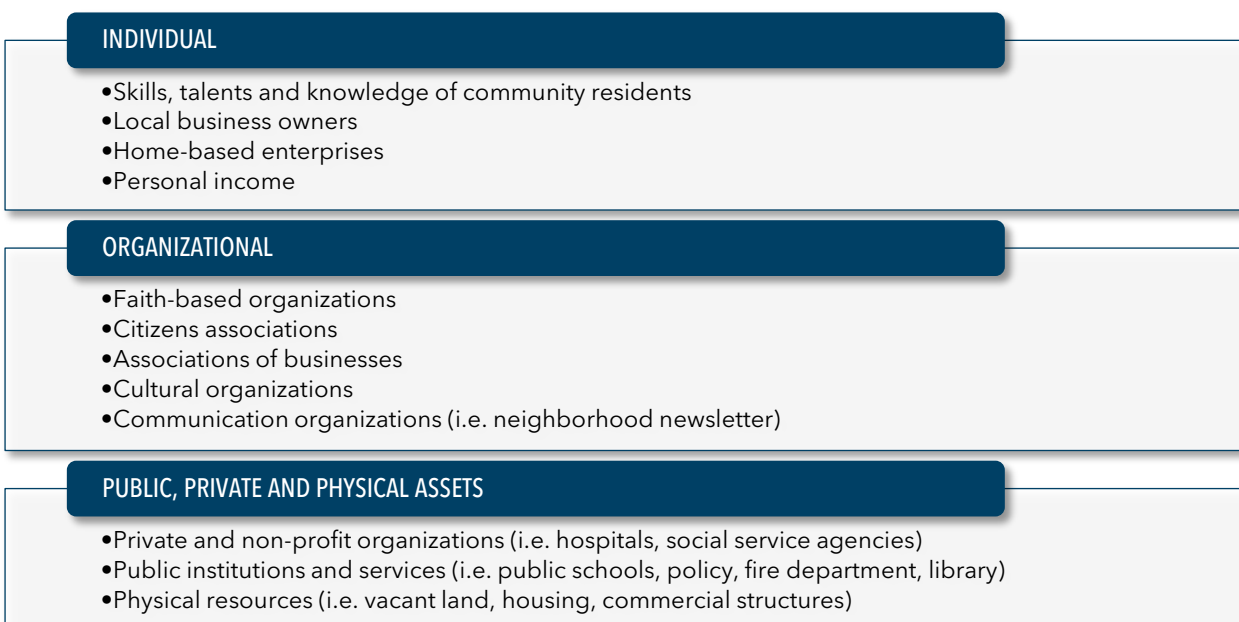 INDIVIDUAL
•Skills, talents and knowledge of community residents
•Local business owners
•Home-based enterprises
•Personal income
ORGANIZATIONAL
•Faith-based organizations
•Citizens associations
•Associations of businesses
•Cultural organizations
•Communication organizations (i.e. neighborhood newsletter)
PUBLIC, PRIVATE AND PHYSICAL ASSETS
•Private and non-profit organizations (i.e. hospitals, social service agencies)
•Public institutions and services (i.e. public schools, policy, fire department, library)
•Physical resources (i.e. vacant land, housing, commercial structures)